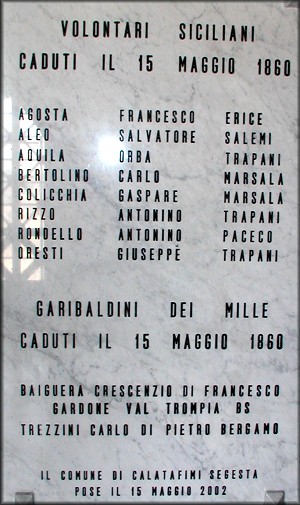 VOLONTARI SICILIANI
CADUTI IL 15 MAGGIO 1860
AGOSTA FRANCESCO ERICE
ALEO SALVATORE SALEMI
AQUILA ORBA TRAPANI
BERTOLINO CARLO MARSALA
COLICCHIA GASPARE MARSALA
RIZZO ANTONINO TRAPANI
RONDELLO ANTONINO PACECO
ORESTI GIUSEPPÈ TRAPANI
GARIBALDINI DEI MILLE
CADUTI IL 15 MAGGIO 1860
BAIGUERA CRESCENZIO DI FRANCESCO
GARDONE VAL TROMPIA BS
TREZZINI CARLO DI PIETRO BERGAMO
IL COMUNE DI CALATAFIMI SEGESTA
POSE IL 15 MAGGIO 2002